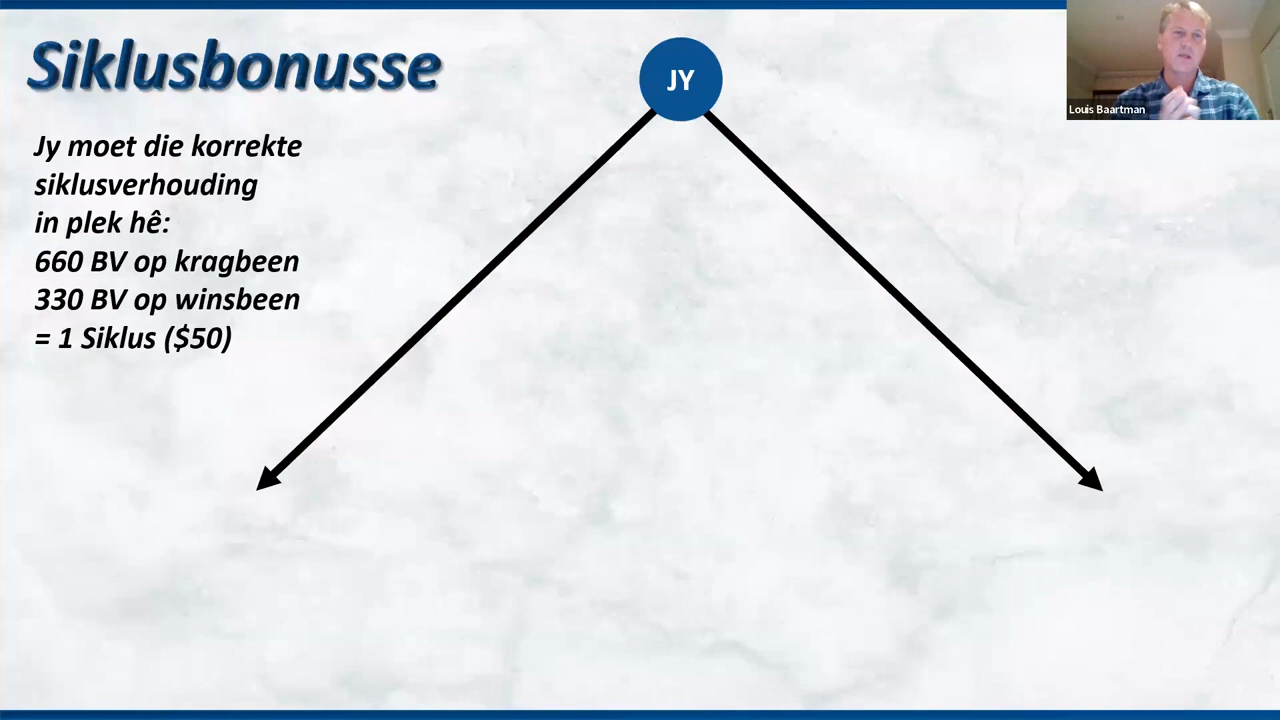 Siklusbonusse
JY
Louis Baartman
Jy moet die korrekte
siklusverhouding
in plek hê:
660 BV op kragbeen
330 BV op winsbeen
= 1 Siklus ($50)